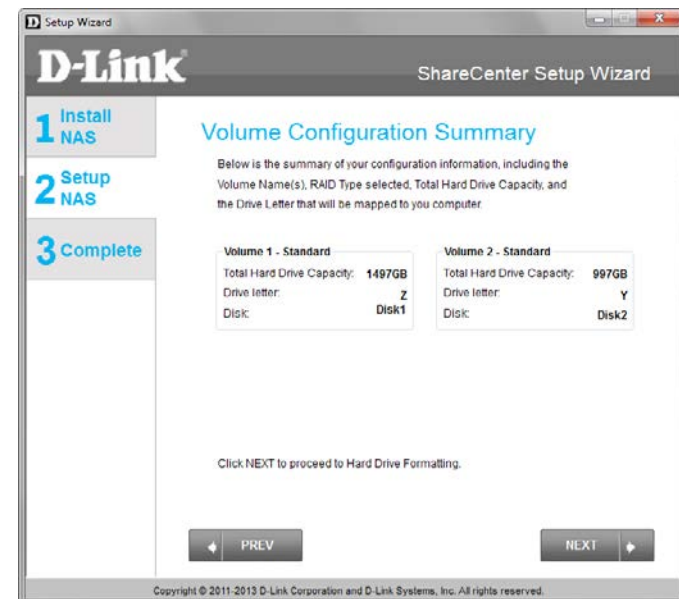 Setup Wizard
D-Link
ShareCenter Setup Wizard
1 Install NAS
2 Setup NAS
3 Complete
Volume Configuration Summary
Below is the summary of your configuration information, including the
Volume Name(s), RAID Type selected, Total Hard Drive Capacity, and
the Drive Letter that will be mapped to you computer.
Volume 1 - Standard
Total Hard Drive Capacity: 1497GB
Drive letter: Z
Disk: Disk1
Volume 2 - Standard
Total Hard Drive Capacity: 997GB
Drive letter: Y
Disk: Disk2
Click NEXT to proceed to Hard Drive Formatting.
PREV
NEXT
Copyright © 2011-2013 D-Link Corporation and D-Link Systems, Inc. All rights reserved.